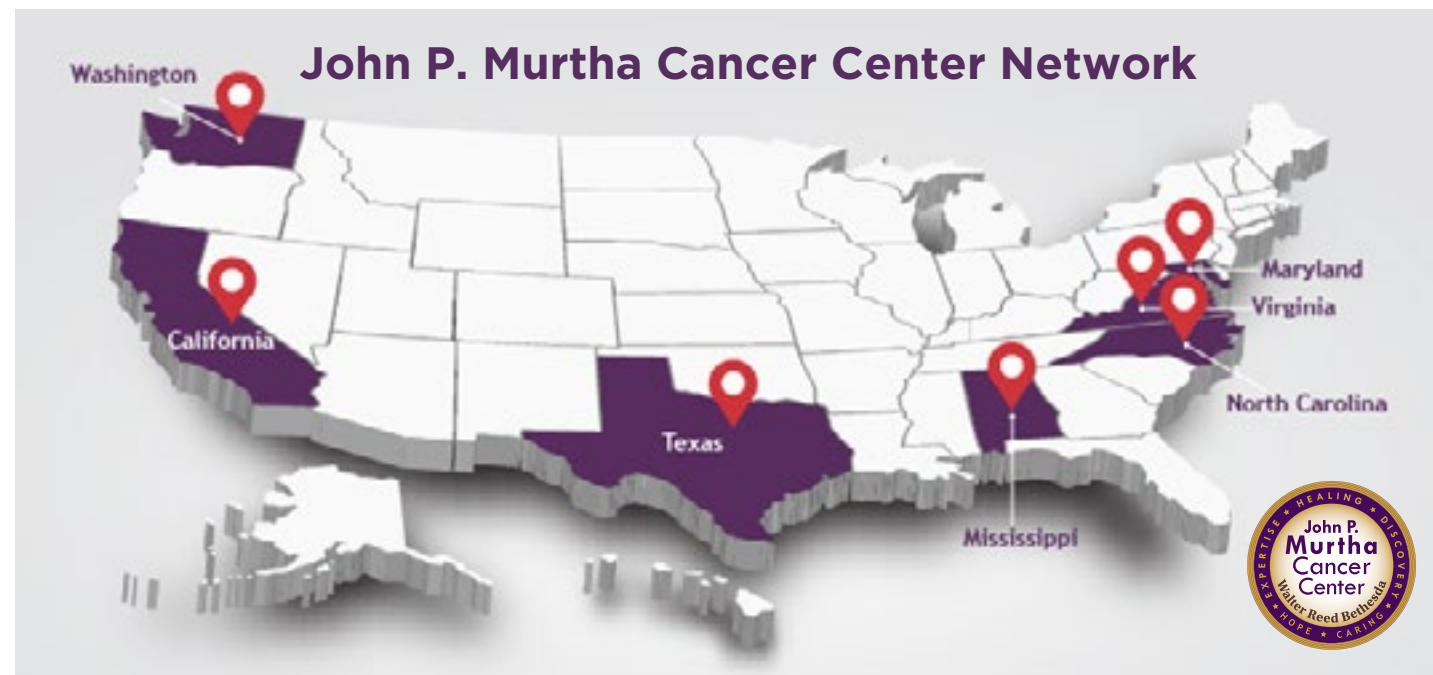 John P. Murtha Cancer Center Network
Washington
California
Texas
Maryland
Virginia
North Carolina
Mississippi
EXPERTISE ★ HEALING ★ DISCOVERY
John P.
Murtha
Cancer
Center
Walter Reed Bethesda
★ HOPE ★ CARING ★